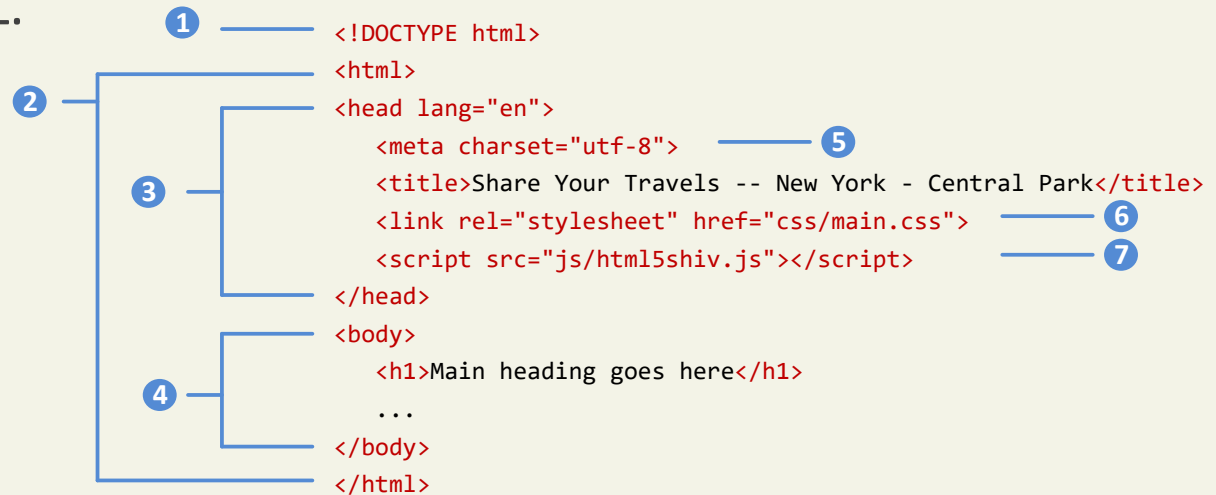 1 <!DOCTYPE html>
<html>
2
<head lang="en">
<meta charset="utf-8"> 5
3 <title>Share Your Travels -- New York - Central Park</title>
<link rel="stylesheet" href="css/main.css"> 6
<script src="js/html5shiv.js"></script> 7
</head>
<body>
<h1>Main heading goes here</h1>
4 ...
</body>
</html>